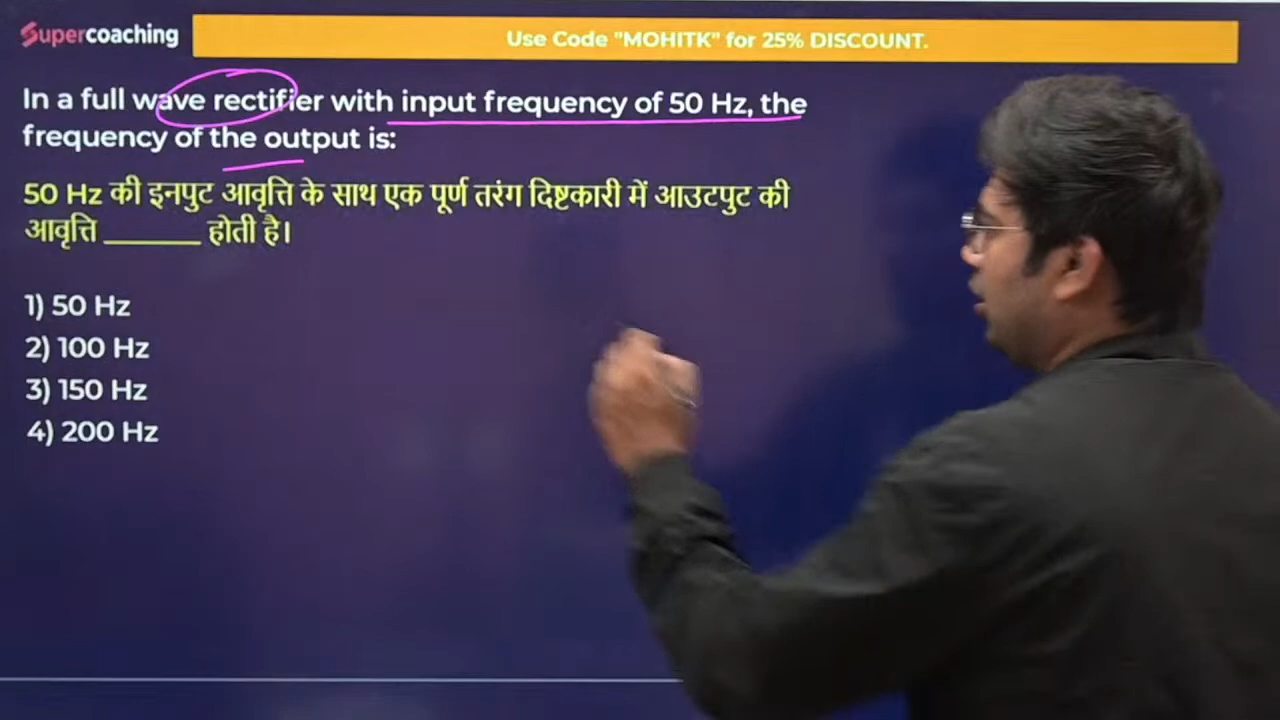 Supercoaching
Use Code "MOHITK" for 25% DISCOUNT.
In a full wave rectifier with input frequency of 50 Hz, the
frequency of the output is:
50 Hz की इनपुट आवृत्ति के साथ एक पूर्ण तरंग दिष्टकारी में आउटपुट की
आवृत्ति ________ होती है।
1) 50 Hz
2) 100 Hz
3) 150 Hz
4) 200 Hz